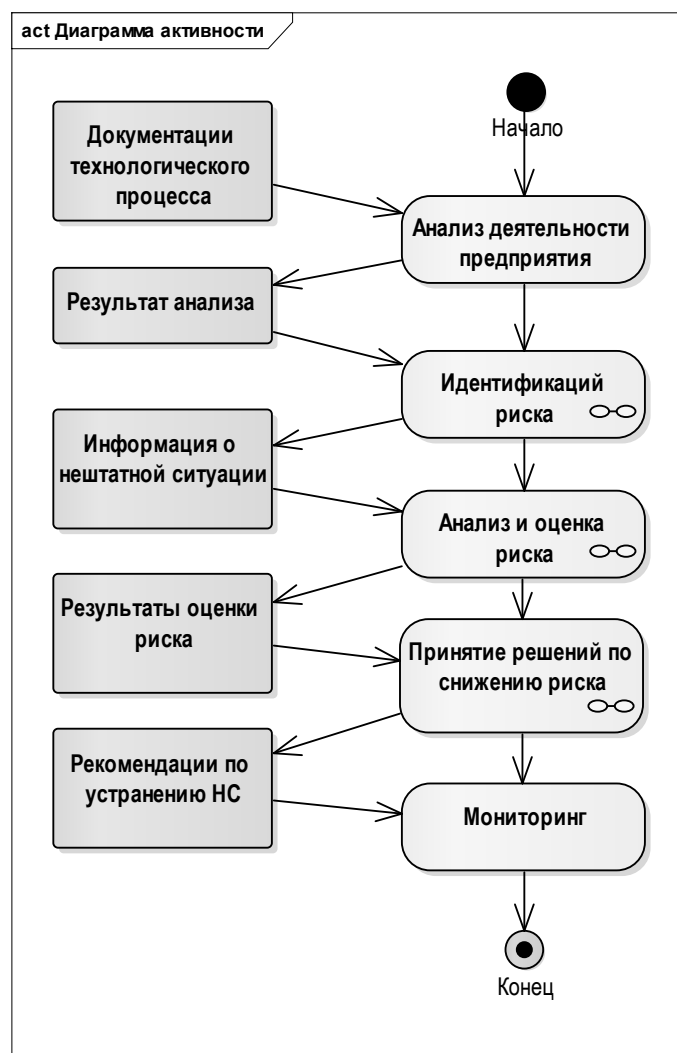 act Диаграмма активности
Начало
Документации
технологического
процесса
Анализ деятельности
предприятия
Результат анализа
Идентификаций
риска
Информация о
нештатной ситуации
Анализ и оценка
риска
Результаты оценки
риска
Принятие решений по
снижению риска
Рекомендации по
устранению НС
Мониторинг
Конец